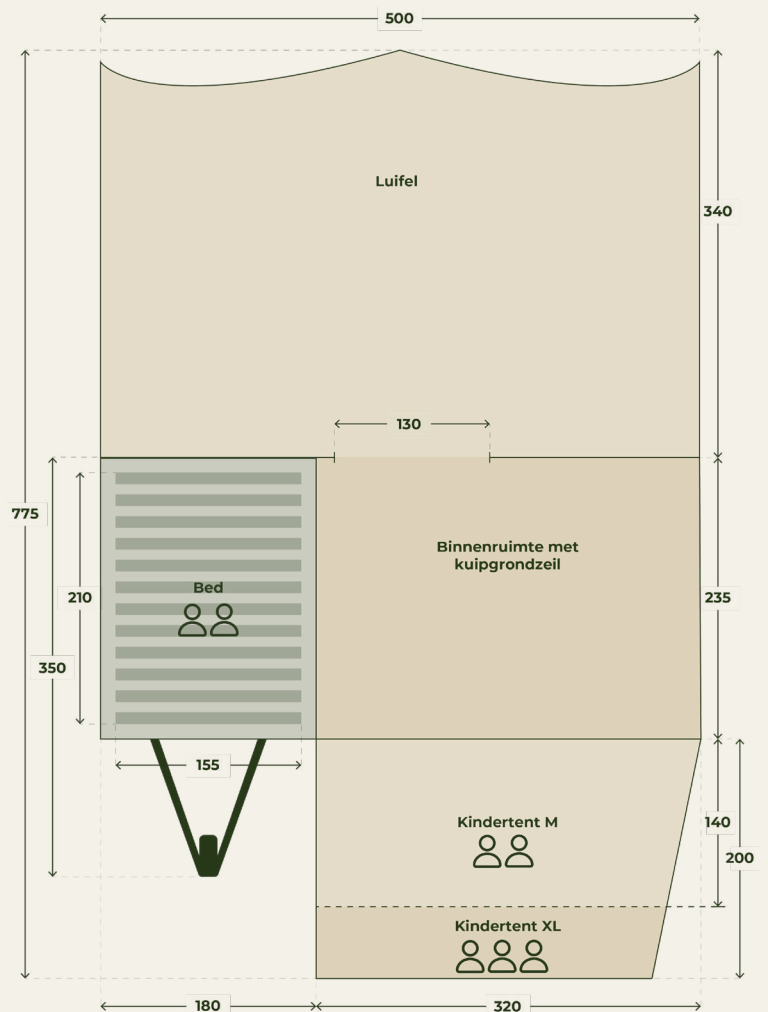 500
Luifel
340
130
775
Binnenruimte met
kuipgrondzeil
Bed
210
235
350
155
Kindertent M
140
200
Kindertent XL
180
320